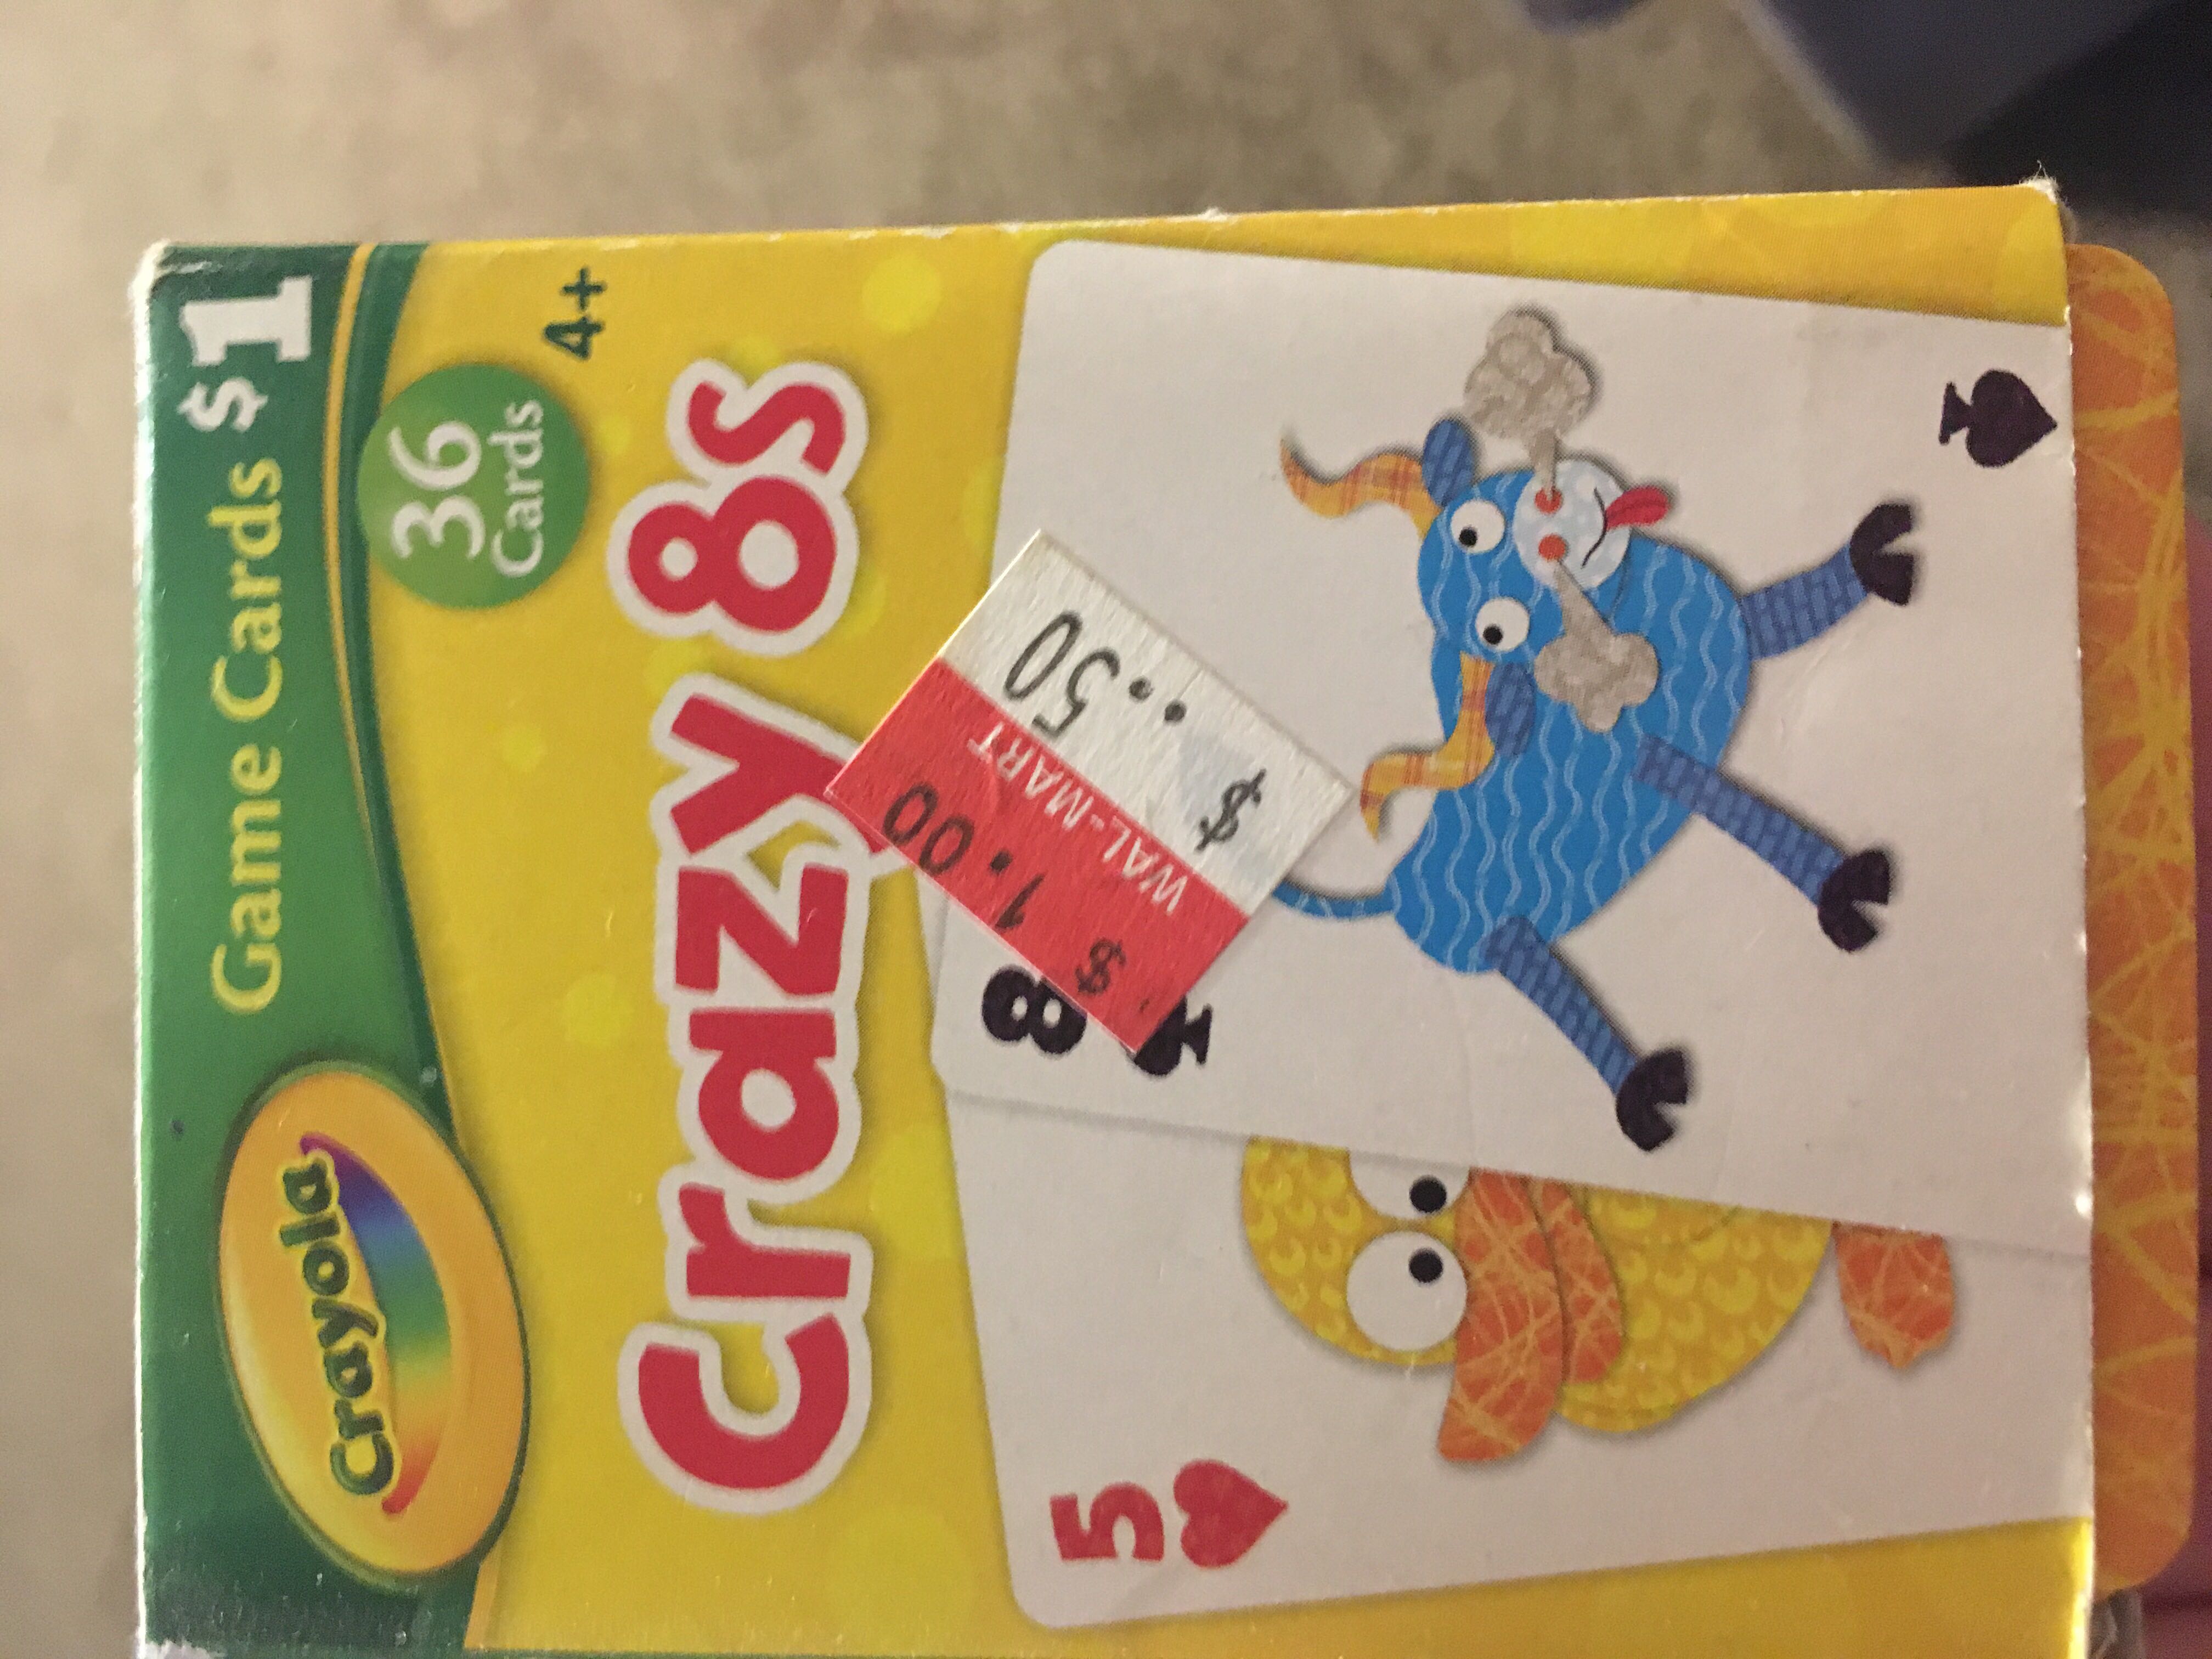 Crayola
Game Cards $1
36
Cards
4+
Crazy 8s
$ 1.00
WAL-MART
$ ..50
8
5